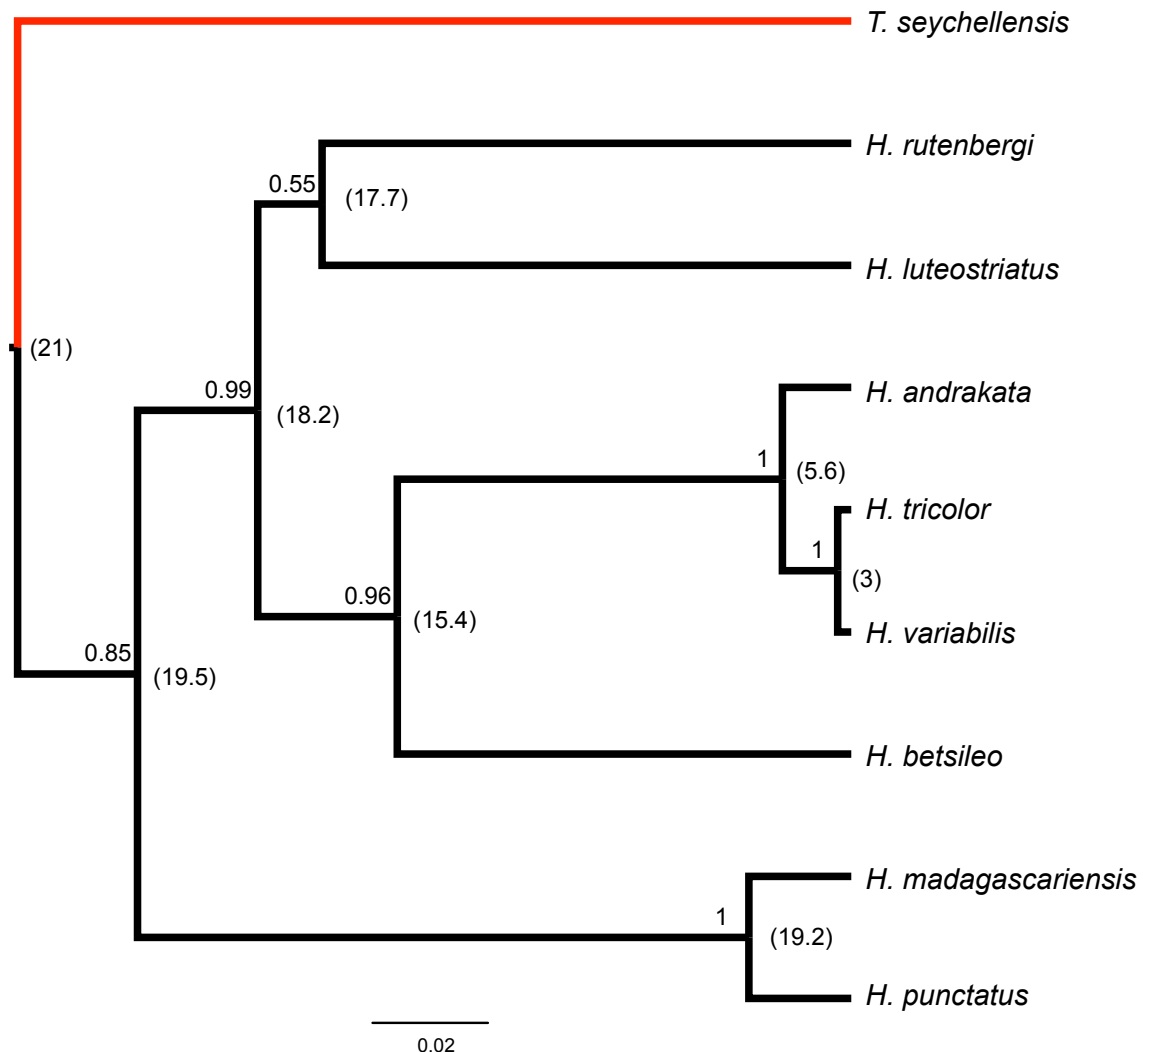 T. seychellensis
H. rutenbergi
0.55
(17.7)
H. luteostriatus
(21)
0.99
(18.2)
H. andrakata
1
(5.6)
H. tricolor
1
(3)
0.96
(15.4)
H. variabilis
0.85
(19.5)
H. betsileo
H. madagascariensis
1
(19.2)
H. punctatus
0.02